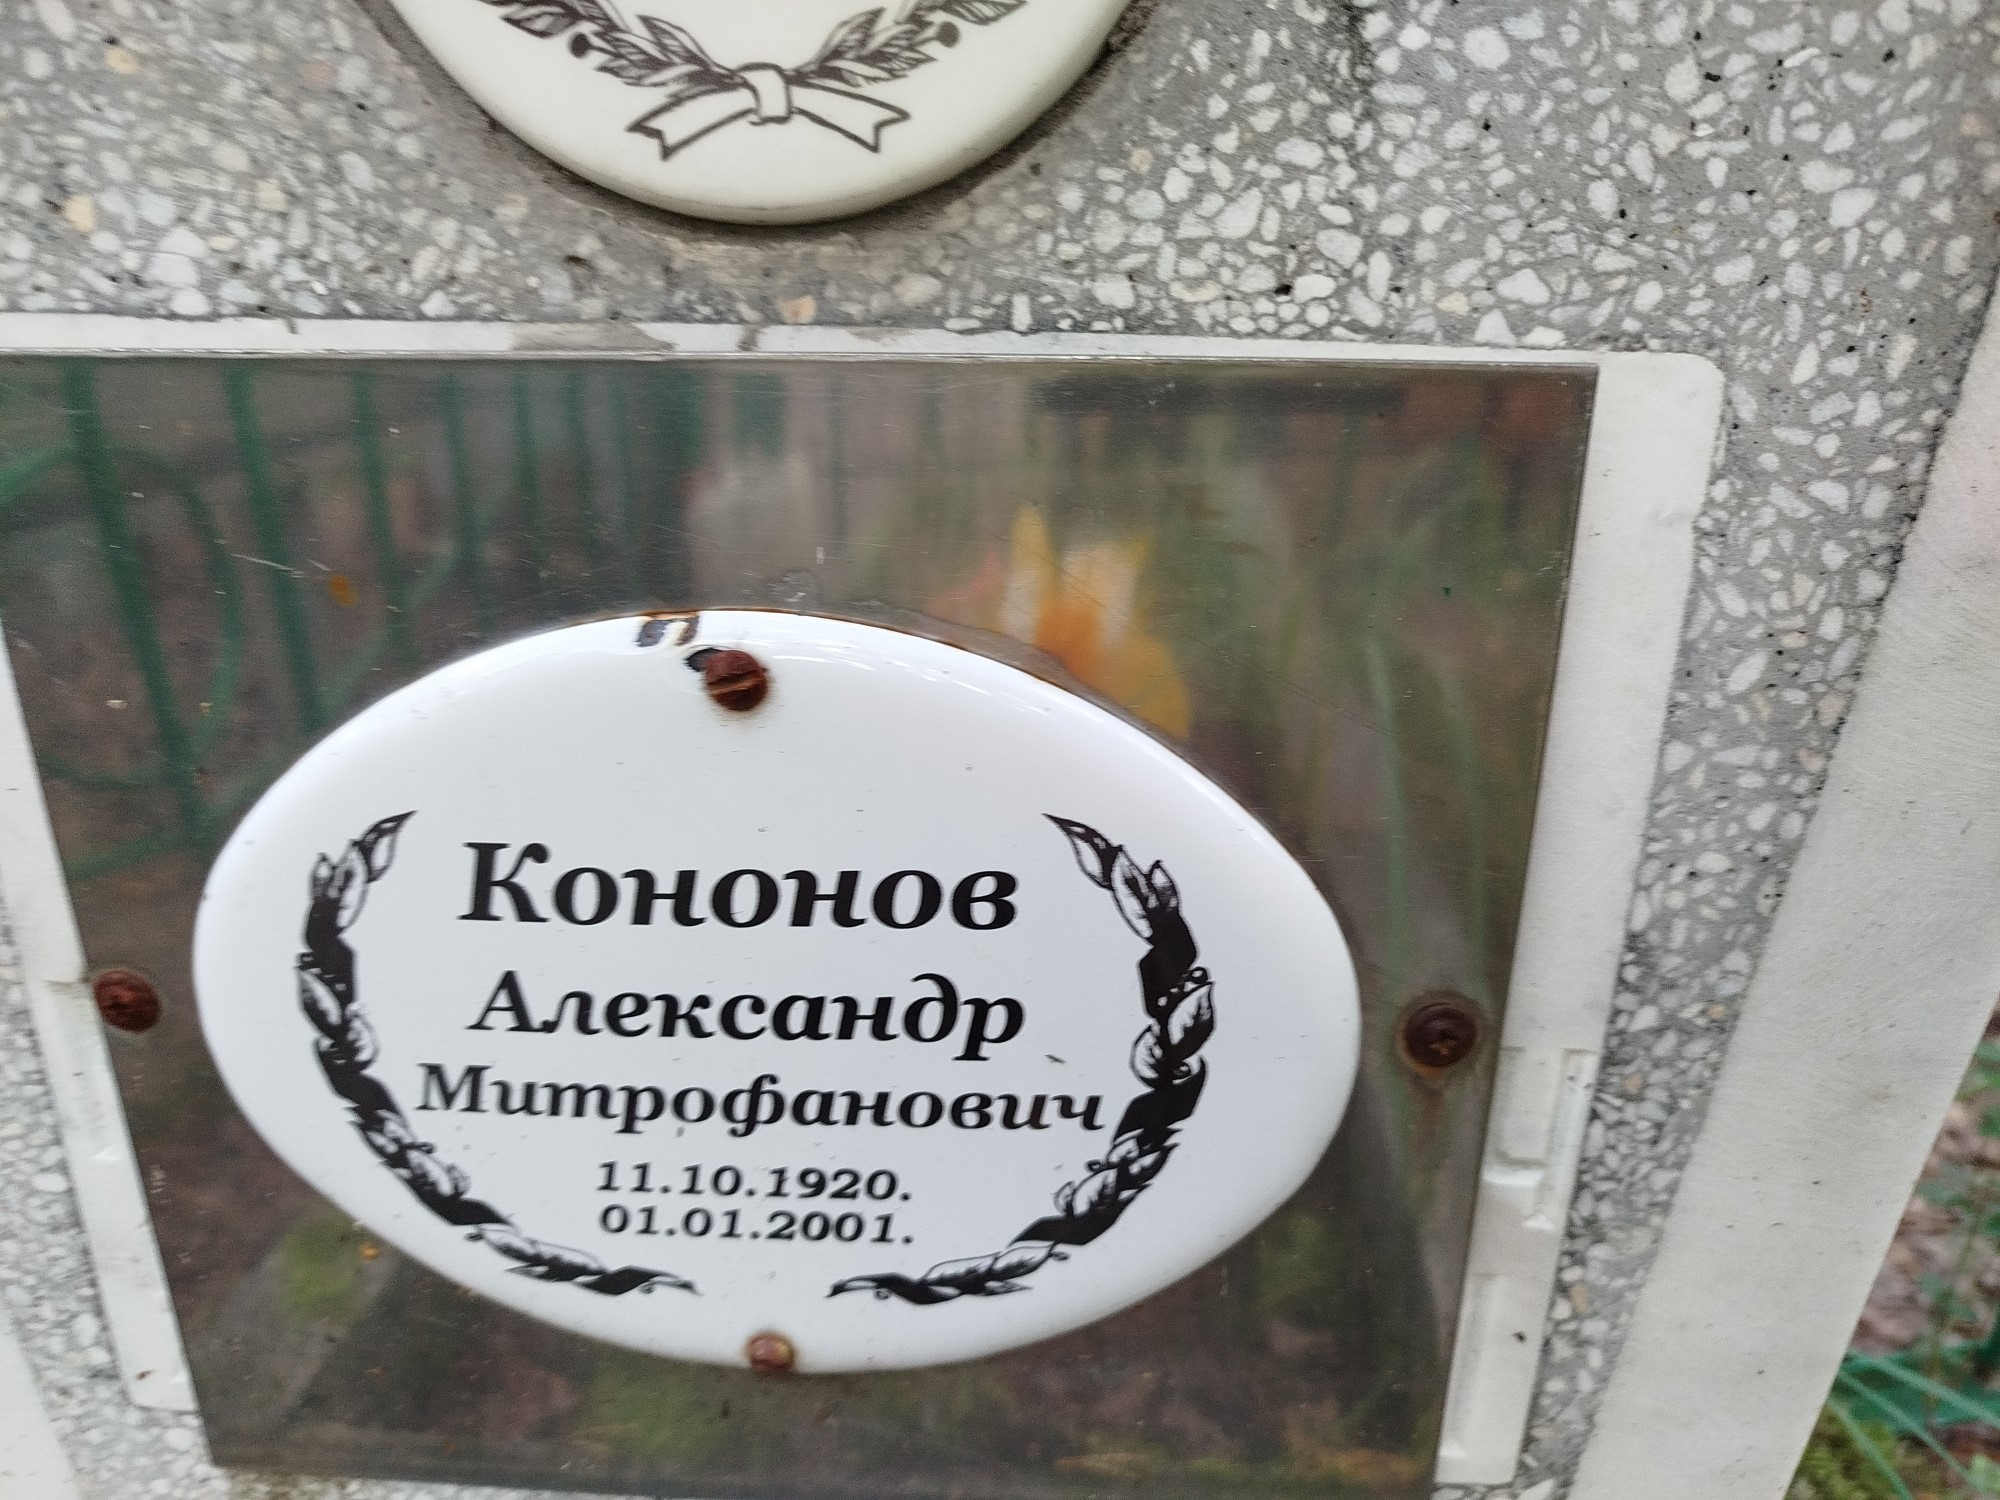 Кононов
Александр
Митрофанович
11.10.1920.
01.01.2001.